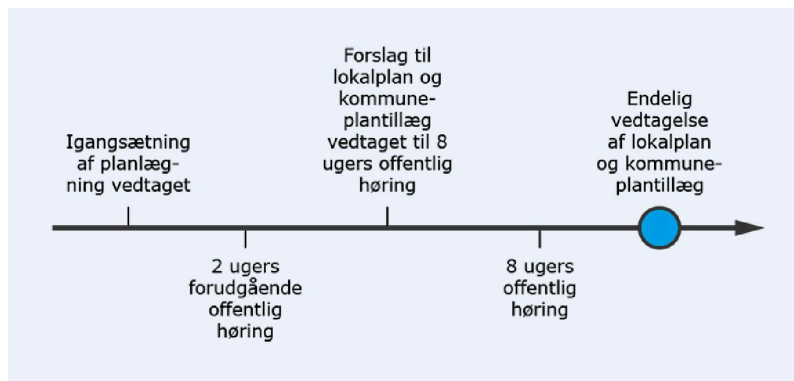 Igangsætning
af planlæg-
ning vedtaget
2 ugers
forudgående
offentlig
høring
Forslag til
lokalplan og
kommune-
plantillæg
vedtaget til 8
ugers offentlig
høring
8 ugers
offentlig
høring
Endelig
vedtagelse
af lokalplan
og kommune-
plantillæg